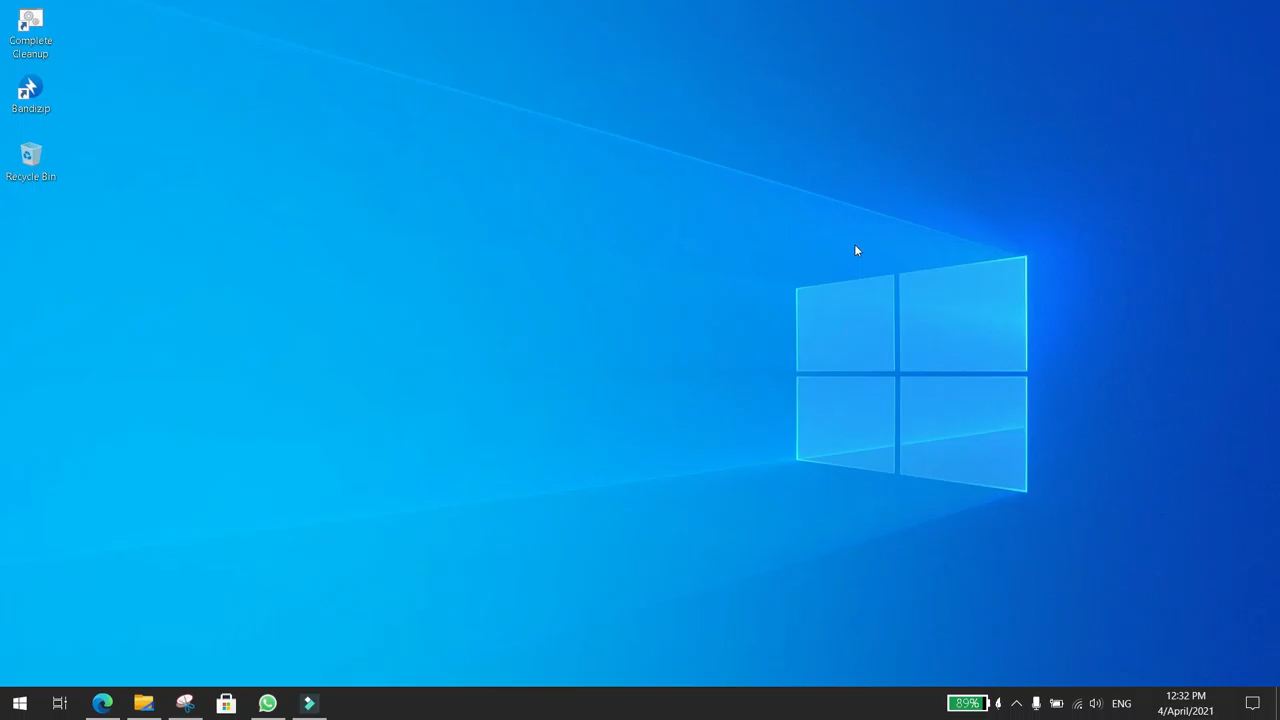 Complete
Cleanup
Bandizip
Recycle Bin
89%
ENG
12:32 PM
4/April/2021